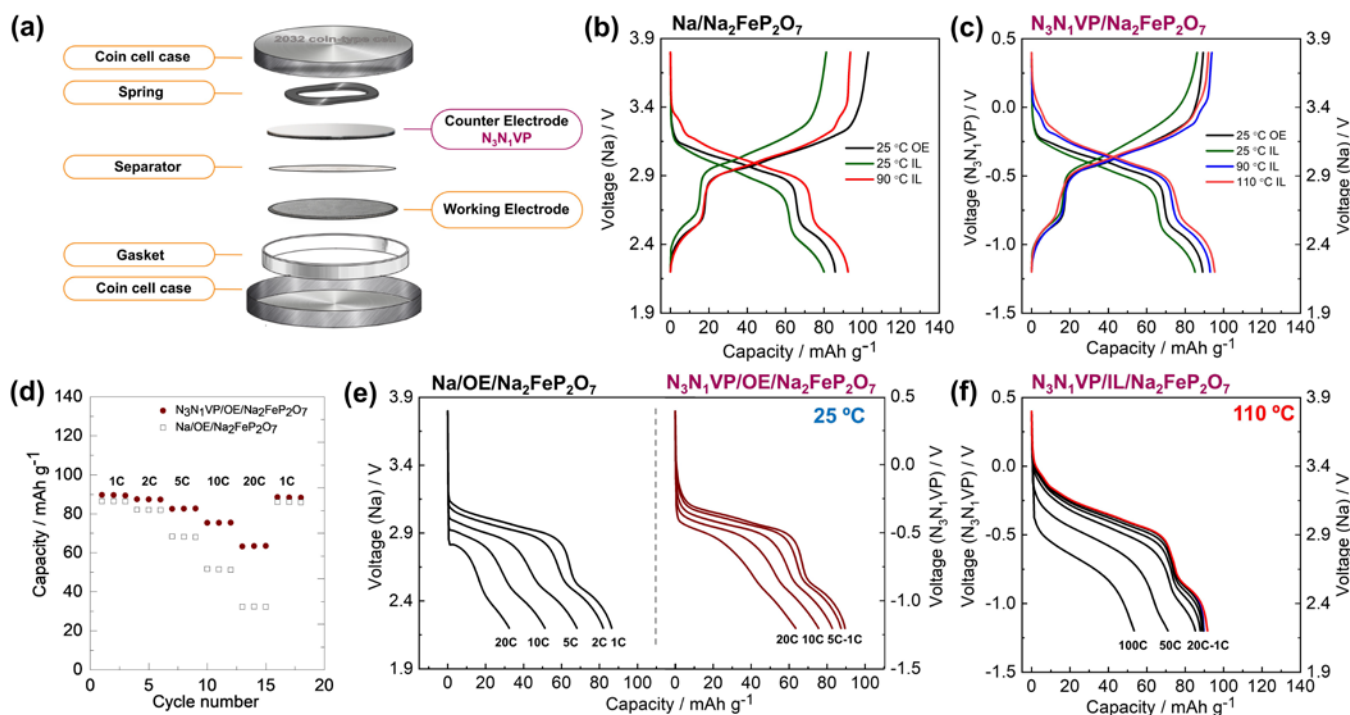 (a)
2032 coin-type cell
Coin cell case
Spring
Counter Electrode
N₃N₁VP
Separator
Working Electrode
Gasket
Coin cell case
(b)
Na/Na₂FeP₂O₇
3.9
3.4
2.9
2.4
1.9
Voltage (Na) / V
25 °C OE
25 °C IL
90 °C IL
0 20 40 60 80 100 120 140
Capacity / mAh g⁻¹
(c)
N₃N₁VP/Na₂FeP₂O₇
0.5
0.0
-0.5
-1.0
-1.5
Voltage (N₃N₁VP) / V
25 °C OE
25 °C IL
90 °C IL
110 °C IL
3.9
3.4
2.9
2.4
1.9
Voltage (Na) / V
0 20 40 60 80 100 120 140
Capacity / mAh g⁻¹
(d)
140
120
100
80
60
40
20
0
Capacity / mAh g⁻¹
N₃N₁VP/OE/Na₂FeP₂O₇
Na/OE/Na₂FeP₂O₇
1C 2C 5C 10C 20C 1C
0 5 10 15 20
Cycle number
(e)
Na/OE/Na₂FeP₂O₇
N₃N₁VP/OE/Na₂FeP₂O₇
25 ºC
3.9
3.4
2.9
2.4
1.9
Voltage (Na) / V
20C 10C 5C 2C 1C
20C 10C 5C-1C
0.5
0.0
-0.5
-1.0
-1.5
Voltage (N₃N₁VP) / V
0 20 40 60 80 100 0 20 40 60 80 100 120 140
Capacity / mAh g⁻¹
(f)
N₃N₁VP/IL/Na₂FeP₂O₇
110 ºC
0.5
0.0
-0.5
-1.0
-1.5
Voltage (N₃N₁VP) / V
100C 50C 20C-1C
3.9
3.4
2.9
2.4
1.9
Voltage (Na) / V
0 20 40 60 80 100 120 140
Capacity / mAh g⁻¹